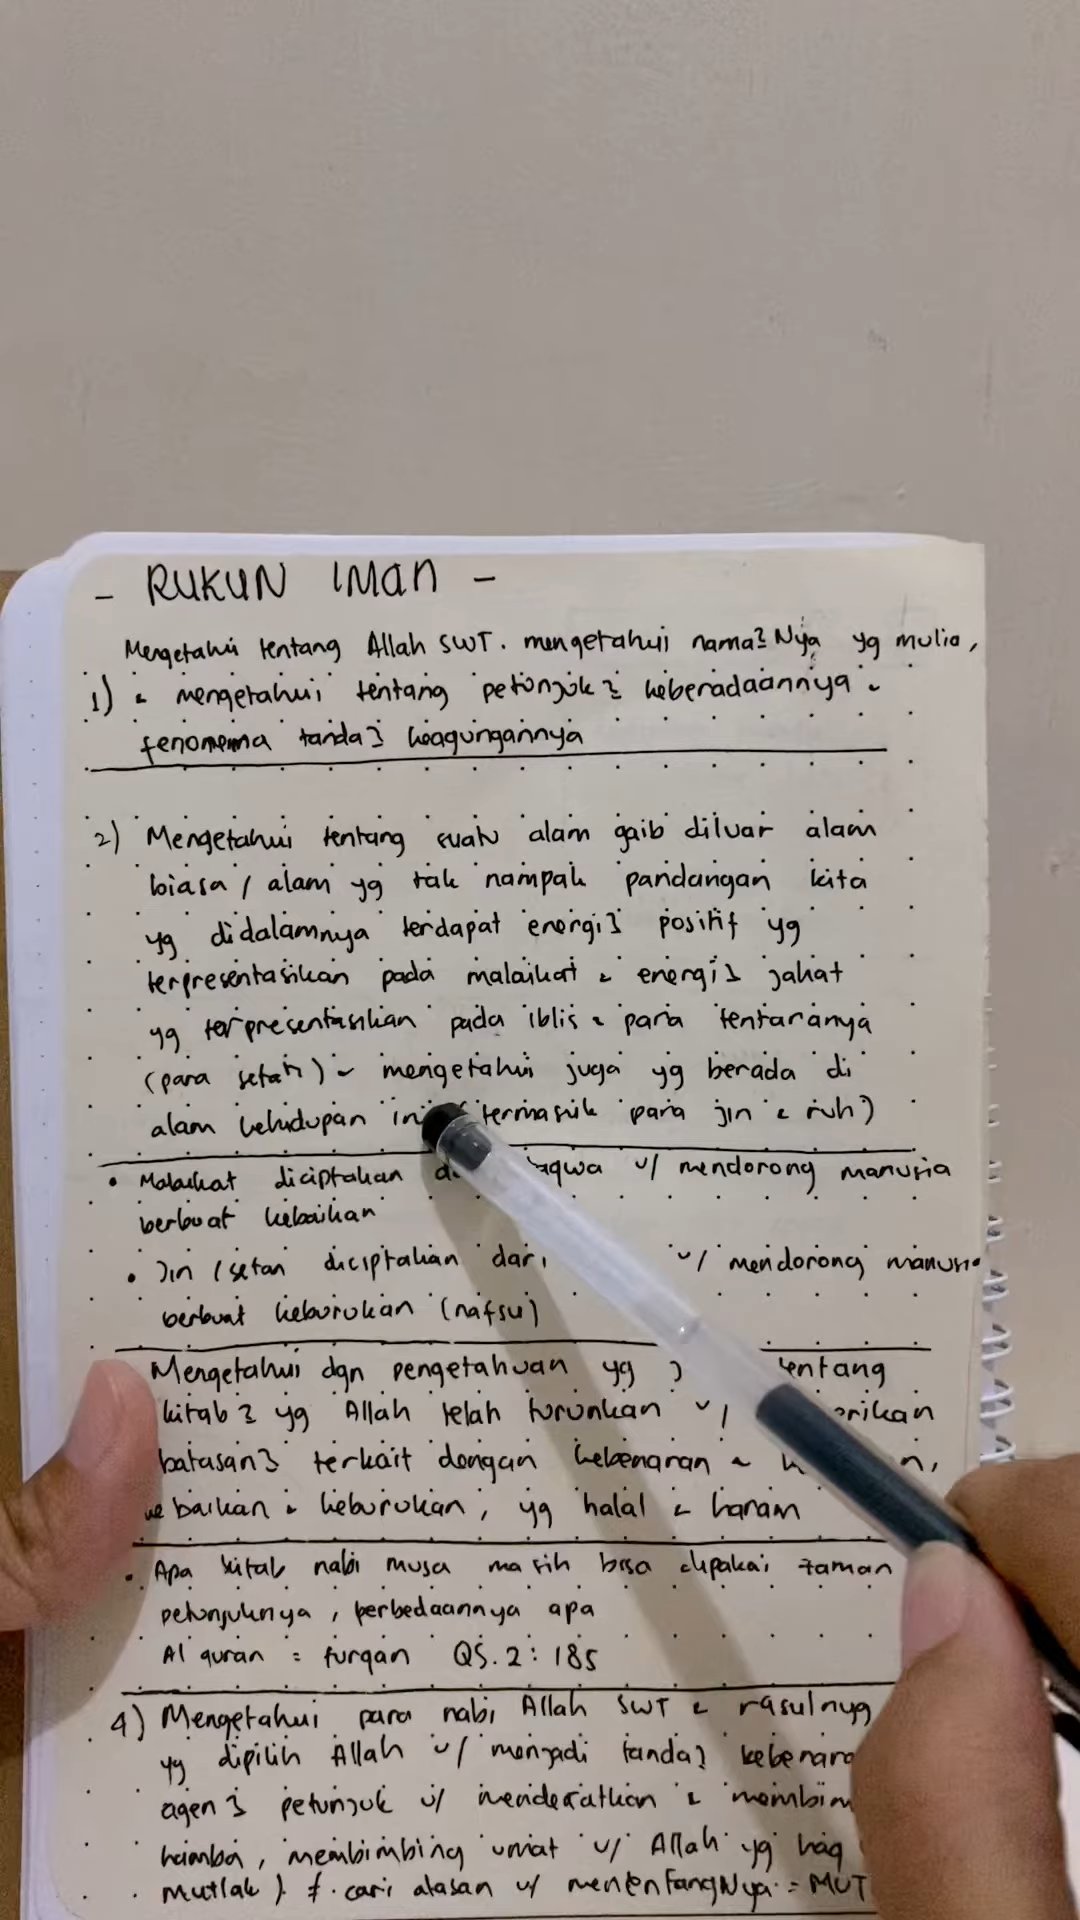 - RUKUN IMAN -
Mengetahui tentang Allah SWT. mengetahui nama2 Nya yg mulia,
1) & mengetahui tentang petunjuk2 keberadaannya &
fenomena tanda2 keagungannya
2) Mengetahui tentang suatu alam gaib diluar alam
biasa / alam yg tak nampak pandangan kita
yg didalamnya terdapat energi2 positif yg
terpresentasikan pada malaikat & energi2 jahat
yg terpresentasikan pada iblis & para tentaranya
(para setan) & mengetahui juga yg berada di
alam kehidupan ini (termasuk para jin & ruh)
• Malaikat diciptakan u/ mendorong manusia
berbuat kebaikan
• Jin / setan diciptakan dari u/ mendorong manusia
berbuat keburukan (nafsu)
Mengetahui dgn pengetahuan yg tentang
kitab2 yg Allah telah turunkan u/
batasan2 terkait dengan kebenaran &
kebaikan & keburukan, yg halal & haram
• Apa kitab nabi musa masih bisa dipakai zaman
petunjuknya, perbedaannya apa
Al quran = furqan QS. 2 : 185
4) Mengetahui para nabi Allah SWT & rasulnya
yg dipilih Allah u/ menjadi tanda2
agen2 petunjuk u/ mendekatkan &
hamba, membimbing umat u/ Allah yg haq
mutlak). cari alasan u/ menentangNya =